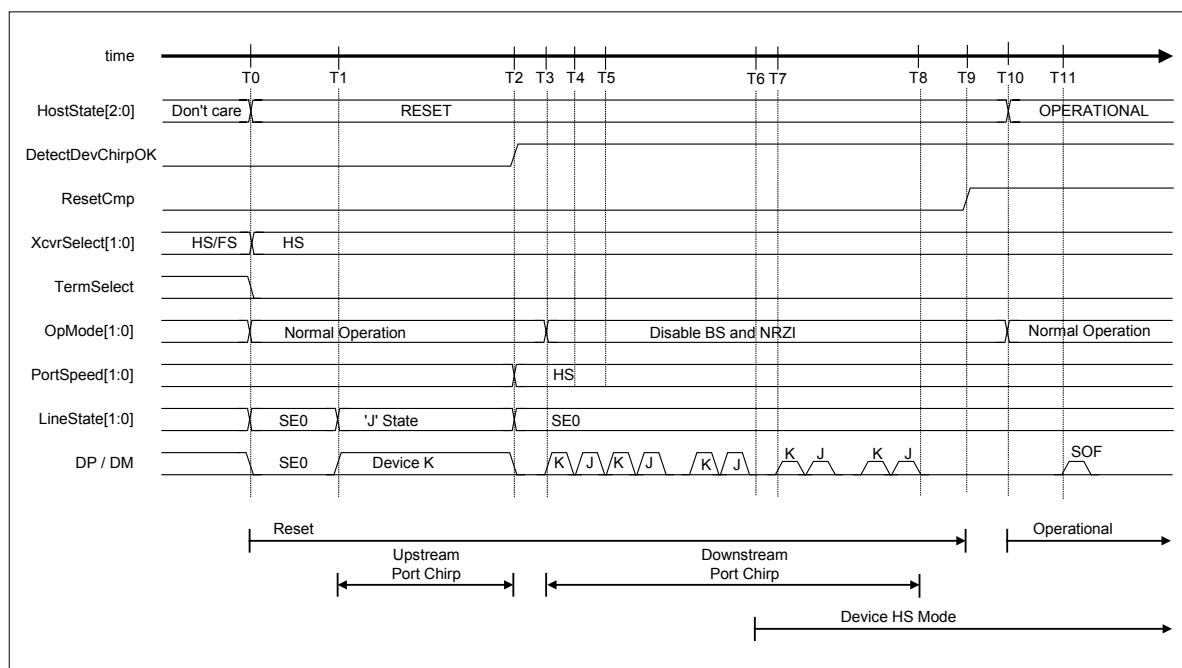 time
T0 T1 T2 T3 T4 T5 T6 T7 T8 T9 T10 T11
HostState[2:0] Don't care RESET OPERATIONAL
DetectDevChirpOK
ResetCmp
XcvrSelect[1:0] HS/FS HS
TermSelect
OpMode[1:0] Normal Operation Disable BS and NRZI Normal Operation
PortSpeed[1:0] HS
LineState[1:0] SE0 'J' State SE0
DP / DM SE0 Device K K J K J K J K J K J SOF
Reset Operational
Upstream Downstream
Port Chirp Port Chirp
Device HS Mode